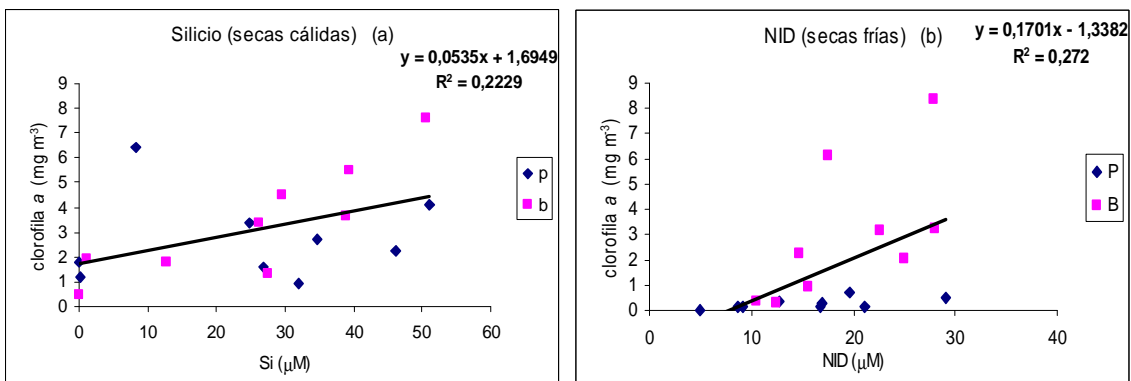 Silicio (secas cálidas) (a)
y = 0,0535x + 1,6949
R² = 0,2229
9
8
7
6
5
4
3
2
1
0
clorofila a (mg m⁻³)
0 10 20 30 40 50 60
Si (μM)
p
b
NID (secas frías) (b)
y = 0,1701x - 1,3382
R² = 0,272
9
8
7
6
5
4
3
2
1
0
clorofila a (mg m⁻³)
0 10 20 30 40
NID (μM)
P
B